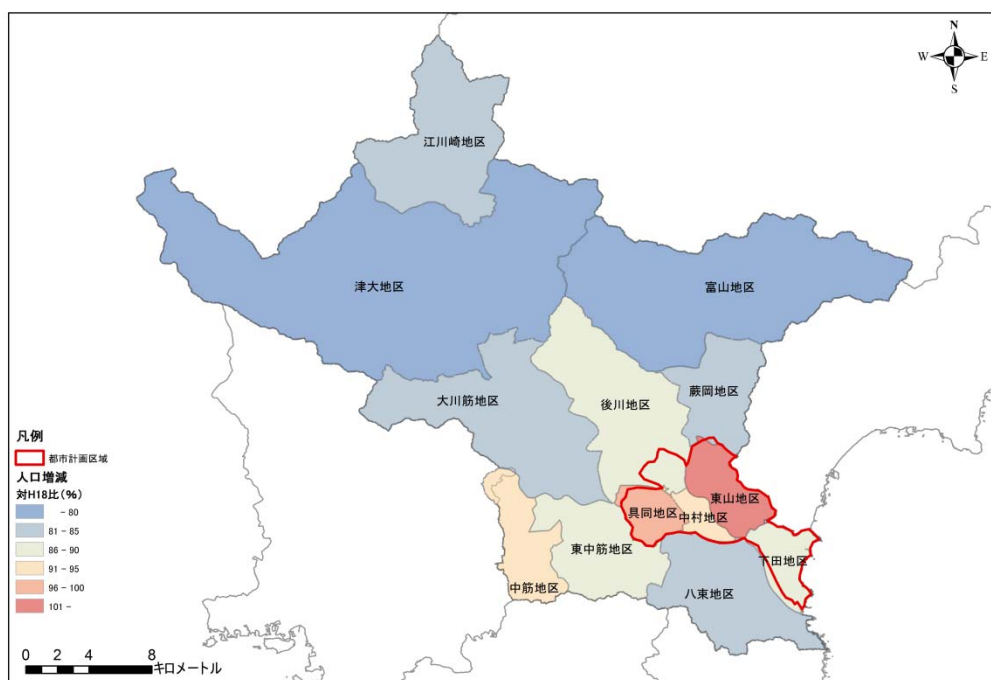 N
W E
S
江川崎地区
津大地区
富山地区
大川筋地区
後川地区
蕨岡地区
東山地区
具同地区
中村地区
東中筋地区
下田地区
中筋地区
八束地区
凡例
都市計画区域
人口増減
対H18比(%)
- 80
81 - 85
86 - 90
91 - 95
96 - 100
101 -
0 2 4 8
キロメートル